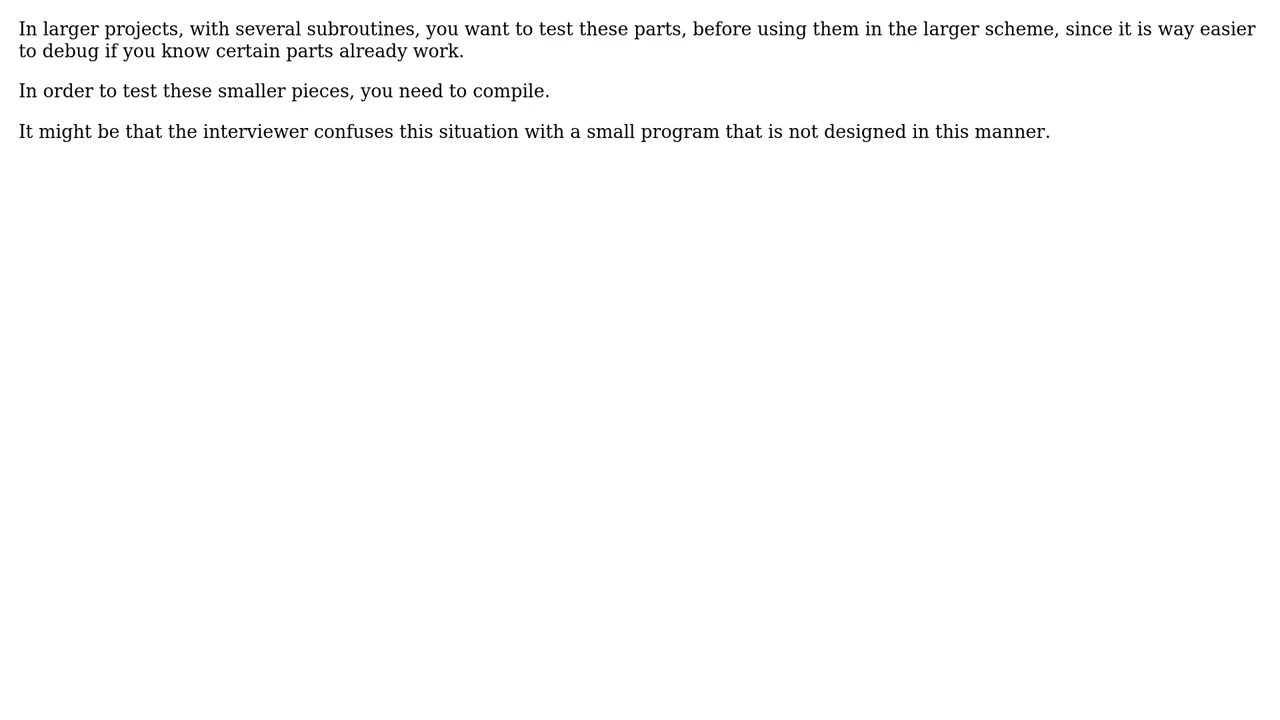 In larger projects, with several subroutines, you want to test these parts, before using them in the larger scheme, since it is way easier
to debug if you know certain parts already work.
In order to test these smaller pieces, you need to compile.
It might be that the interviewer confuses this situation with a small program that is not designed in this manner.